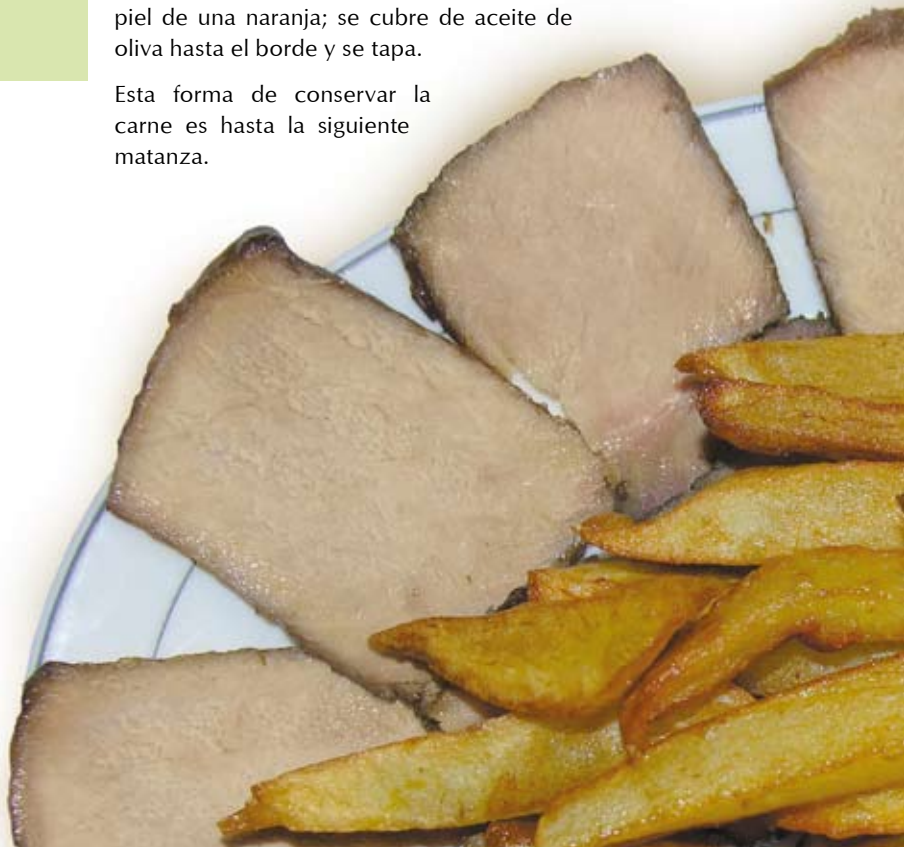 piel de una naranja; se cubre de aceite de
oliva hasta el borde y se tapa.
Esta forma de conservar la
carne es hasta la siguiente
matanza.